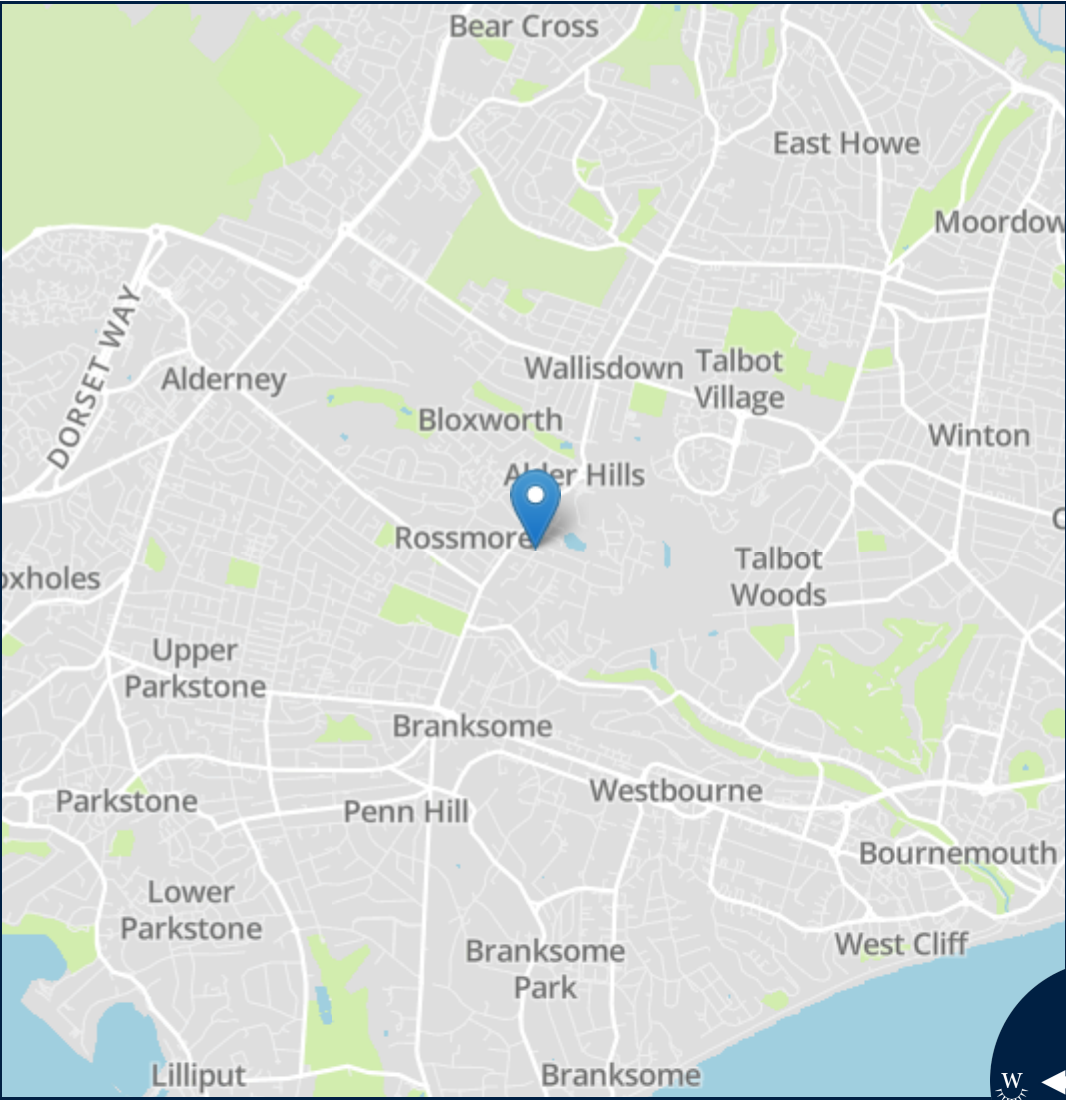 Bear Cross
East Howe
Moordow
DORSET WAY
Wallisdown
Talbot
Village
Alderney
Bloxworth
Winton
Alder Hills
Rossmore
Talbot
Woods
oxholes
Upper
Parkstone
Branksome
Westbourne
Parkstone
Penn Hill
Bournemouth
Lower
Parkstone
West Cliff
Branksome
Park
Lilliput
Branksome
W